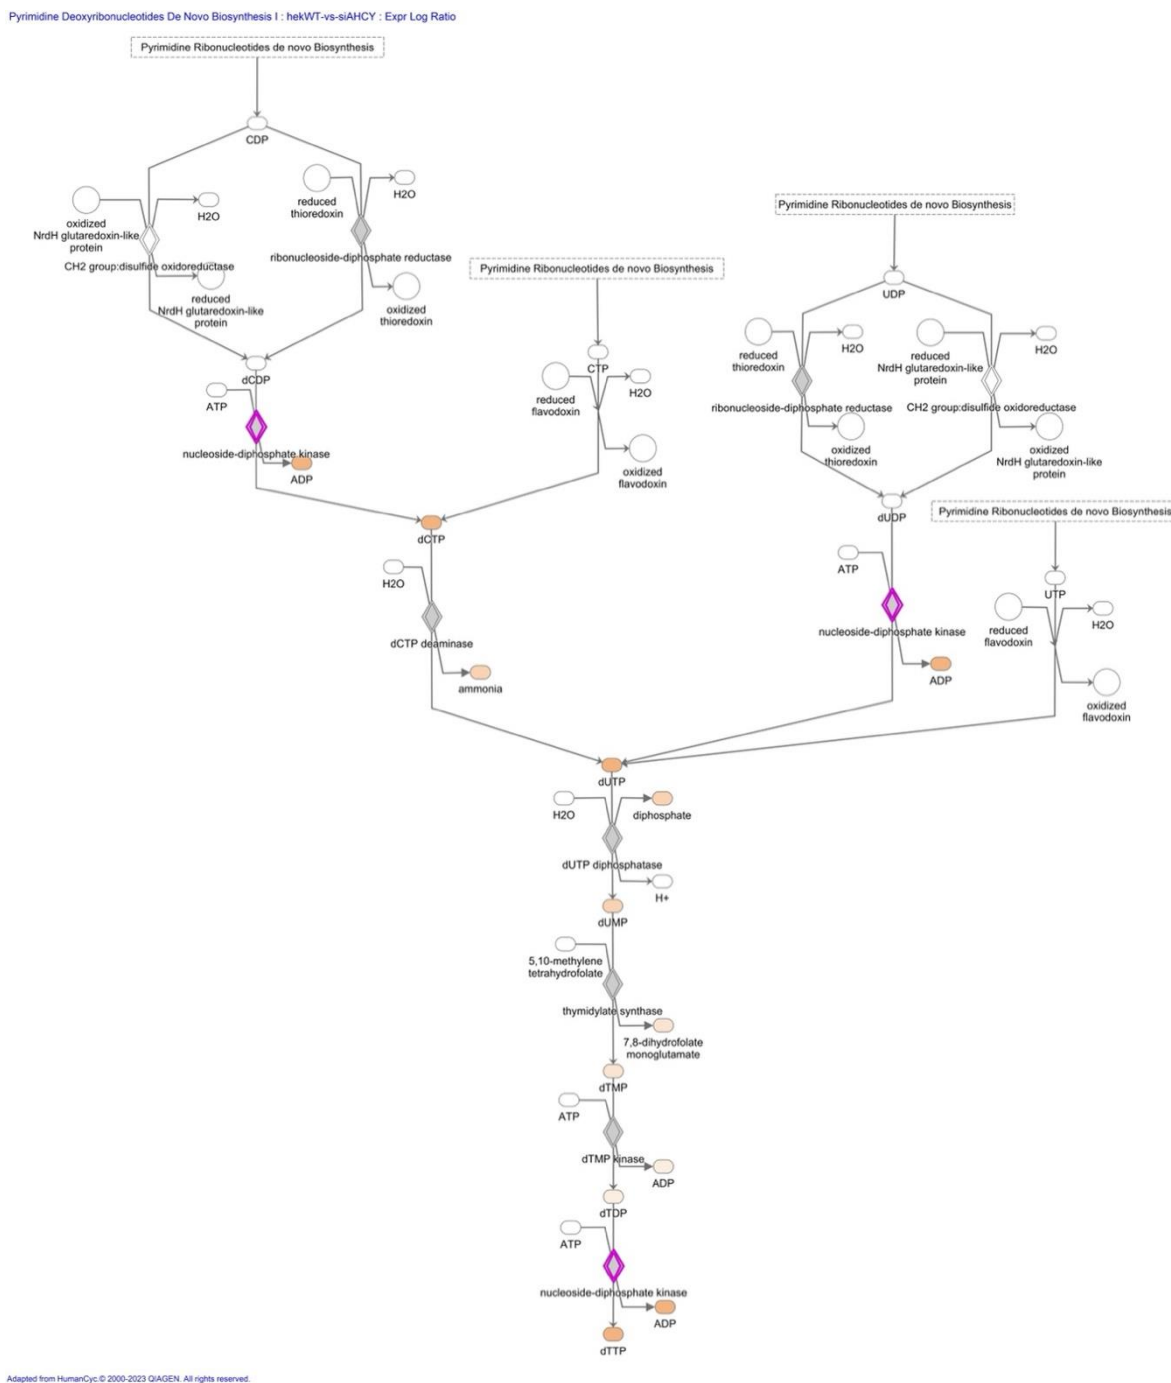 Pyrimidine Deoxyribonucleotides De Novo Biosynthesis I : hekWT-vs-siAHCY : Expr Log Ratio
Pyrimidine Ribonucleotides de novo Biosynthesis
CDP
reduced
thioredoxin
H2O
H2O
oxidized
NrdH glutaredoxin-like
protein
CH2 group:disulfide oxidoreductase
ribonucleoside-diphosphate reductase
reduced
NrdH glutaredoxin-like
protein
oxidized
thioredoxin
dCDP
ATP
nucleoside-diphosphate kinase
ADP
Pyrimidine Ribonucleotides de novo Biosynthesis
CTP
reduced
flavodoxin
H2O
oxidized
flavodoxin
dCTP
H2O
dCTP deaminase
ammonia
Pyrimidine Ribonucleotides de novo Biosynthesis
UDP
reduced
thioredoxin
H2O
reduced
NrdH glutaredoxin-like
protein
H2O
ribonucleoside-diphosphate reductase
CH2 group:disulfide oxidoreductase
oxidized
thioredoxin
oxidized
NrdH glutaredoxin-like
protein
dUDP
Pyrimidine Ribonucleotides de novo Biosynthesis
ATP
nucleoside-diphosphate kinase
ADP
UTP
reduced
flavodoxin
H2O
oxidized
flavodoxin
dUTP
H2O
diphosphate
dUTP diphosphatase
H+
dUMP
5,10-methylene
tetrahydrofolate
thymidylate synthase
7,8-dihydrofolate
monoglutamate
dTMP
ATP
dTMP kinase
ADP
dTDP
ATP
nucleoside-diphosphate kinase
ADP
dTTP
Adapted from HumanCyc.© 2000-2023 QIAGEN. All rights reserved.